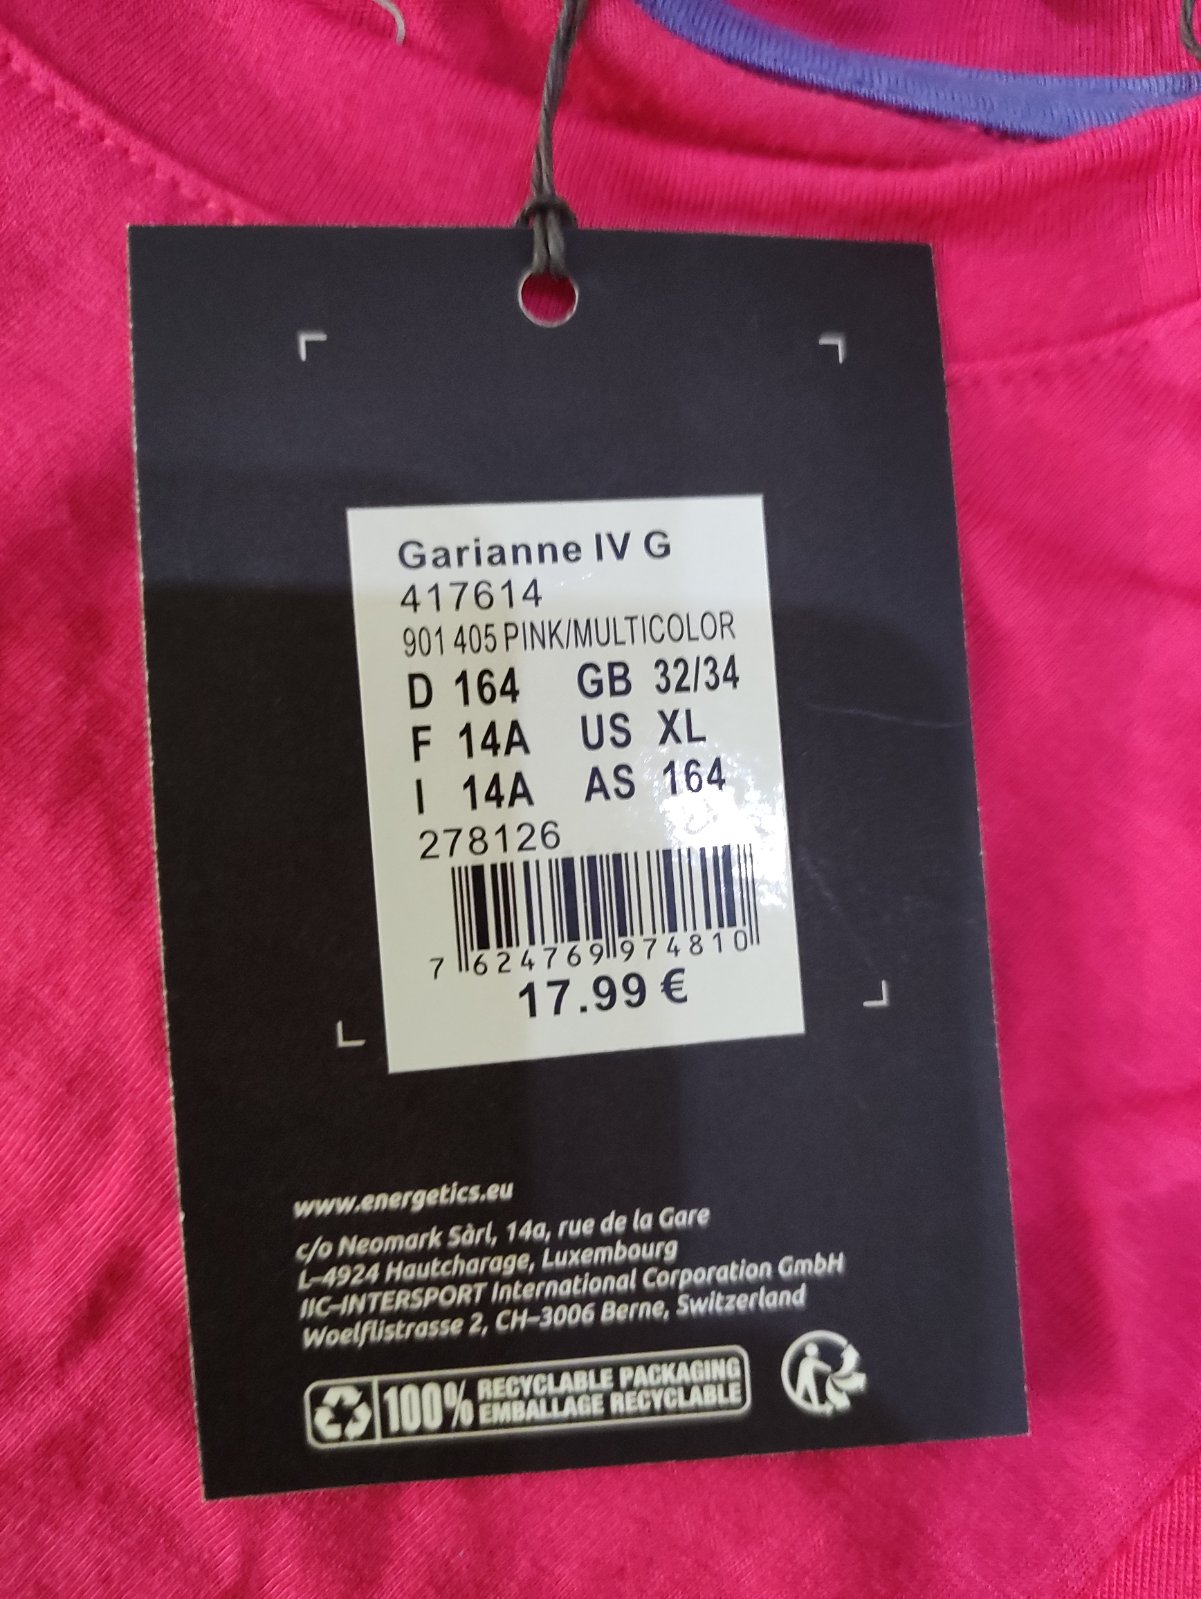 Garianne IV G
417614
901 405 PINK/MULTICOLOR
D 164 GB 32/34
F 14A US XL
I 14A AS 164
278126
7 624769 974810
17.99 €
www.energetics.eu
c/o Neomark Sàrl, 14a, rue de la Gare
L-4924 Hautcharage, Luxembourg
IIC-INTERSPORT International Corporation GmbH
Woelflistrasse 2, CH-3006 Berne, Switzerland
100% RECYCLABLE PACKAGING
EMBALLAGE RECYCLABLE